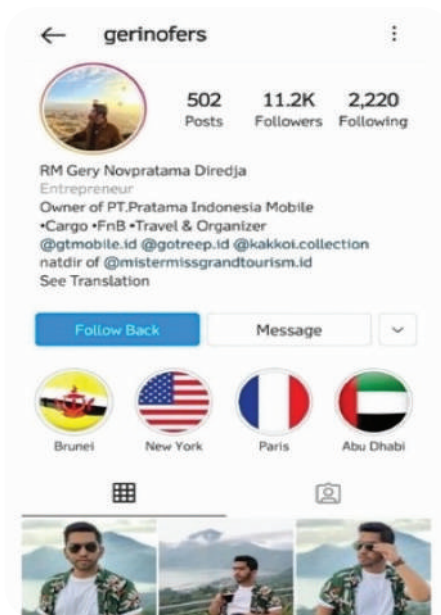 gerinofers
502 11.2K 2,220
Posts Followers Following
RM Gery Novpratama Diredja
Entrepreneur
Owner of PT.Pratama Indonesia Mobile
•Cargo •FnB •Travel & Organizer
@gtmobile.id @gotreep.id @kakkoi.collection
natdir of @mistermissgrandtourism.id
See Translation
Follow Back Message
Brunei New York Paris Abu Dhabi